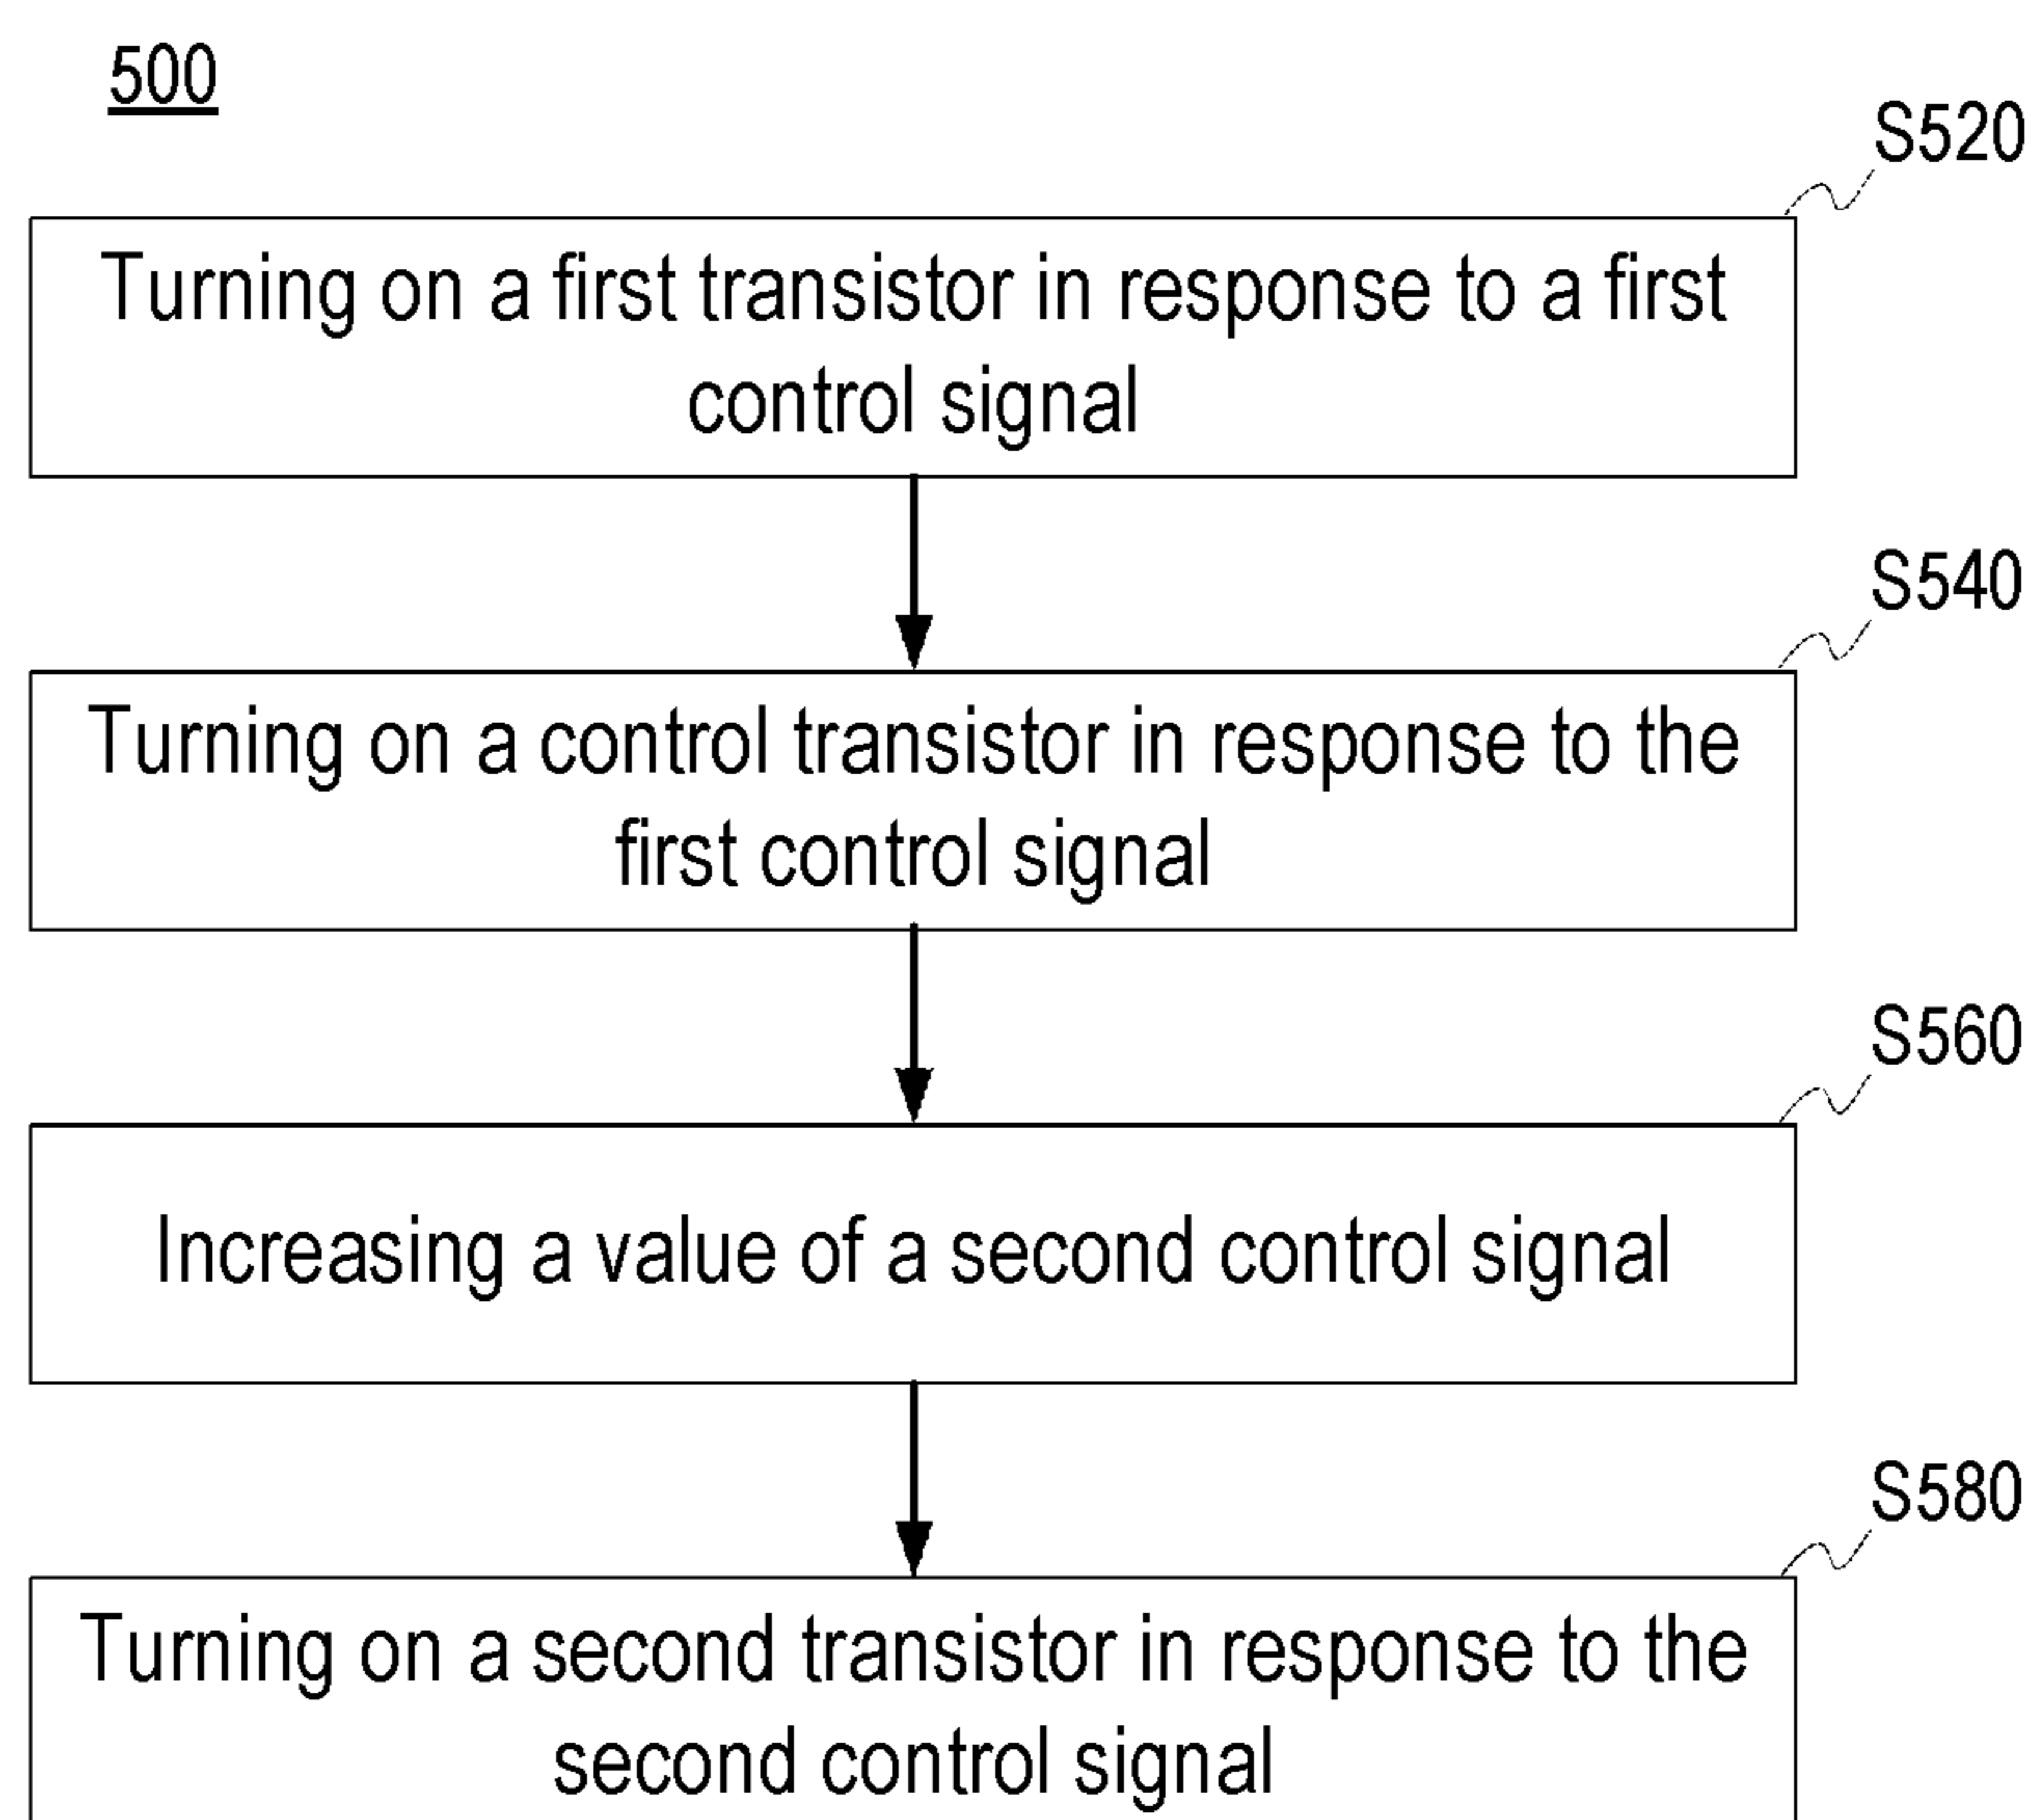 500
S520
Turning on a first transistor in response to a first
control signal
S540
Turning on a control transistor in response to the
first control signal
S560
Increasing a value of a second control signal
S580
Turning on a second transistor in response to the
second control signal